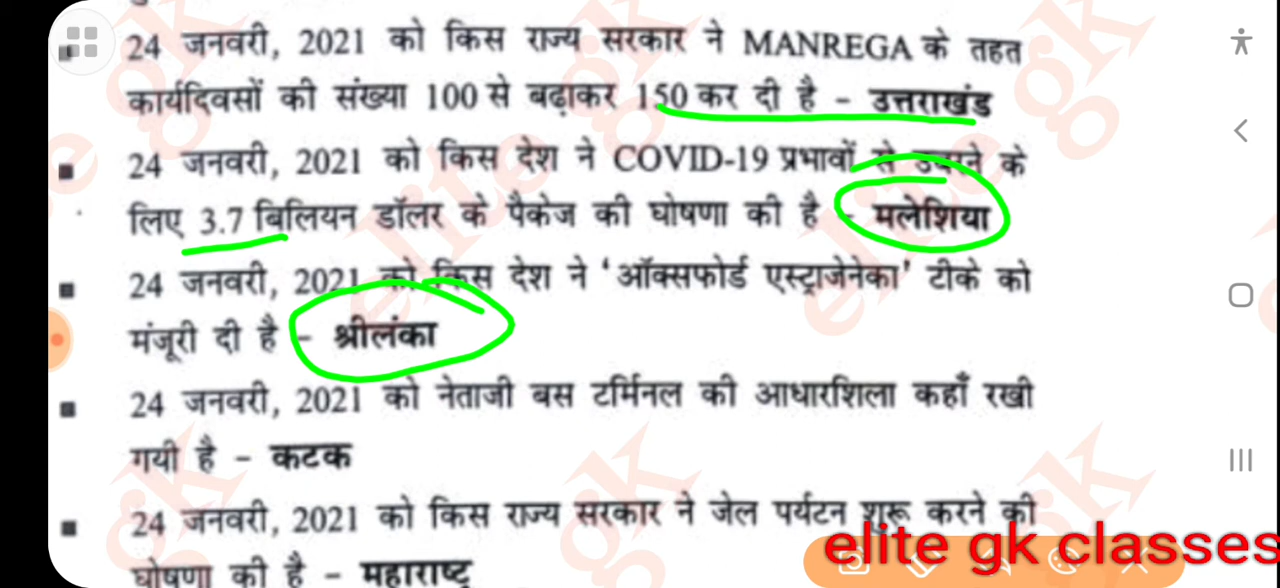 24 जनवरी, 2021 को किस राज्य सरकार ने MANREGA के तहत
कार्यदिवसों की संख्या 100 से बढ़ाकर 150 कर दी है - उत्तराखंड
24 जनवरी, 2021 को किस देश ने COVID-19 प्रभावों से उबरने के
लिए 3.7 बिलियन डॉलर के पैकेज की घोषणा की है - मलेशिया
24 जनवरी, 2021 को किस देश ने 'ऑक्सफोर्ड एस्ट्राजेनेका' टीके को
मंजूरी दी है - श्रीलंका
24 जनवरी, 2021 को नेताजी बस टर्मिनल की आधारशिला कहाँ रखी
गयी है - कटक
24 जनवरी, 2021 को किस राज्य सरकार ने जेल पर्यटन शुरू करने की
घोषणा की है - महाराष्ट्र
elite gk classes